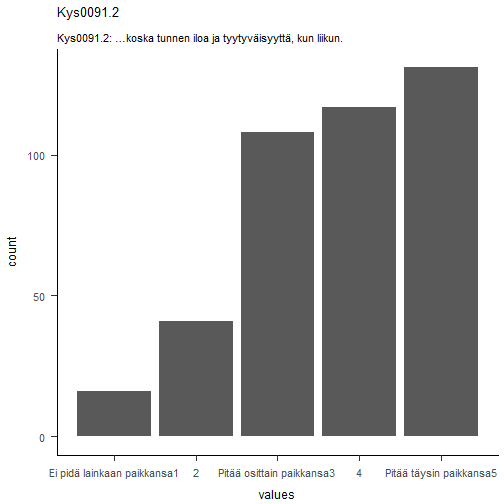 Kys0091.2
Kys0091.2: …koska tunnen iloa ja tyytyväisyyttä, kun liikun.
100
50
0
count
Ei pidä lainkaan paikkansa1 2 Pitää osittain paikkansa3 4 Pitää täysin paikkansa5
values